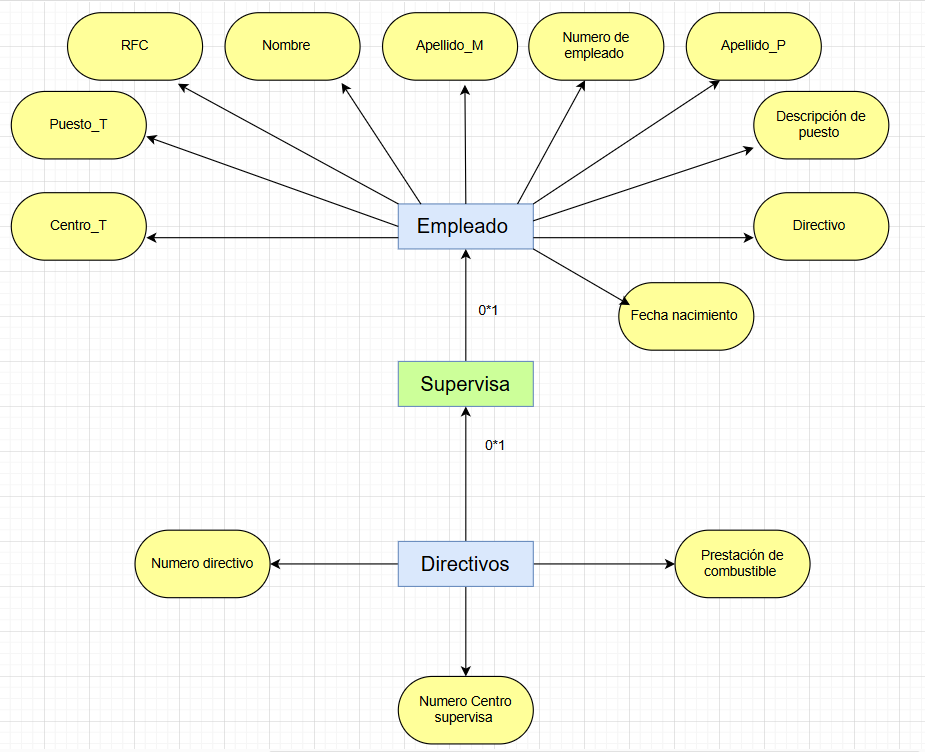 RFC
Nombre
Apellido_M
Numero de
empleado
Apellido_P
Puesto_T
Descripción de
puesto
Centro_T
Empleado
Directivo
0*1
Fecha nacimiento
Supervisa
0*1
Numero directivo
Directivos
Prestación de
combustible
Numero Centro
supervisa